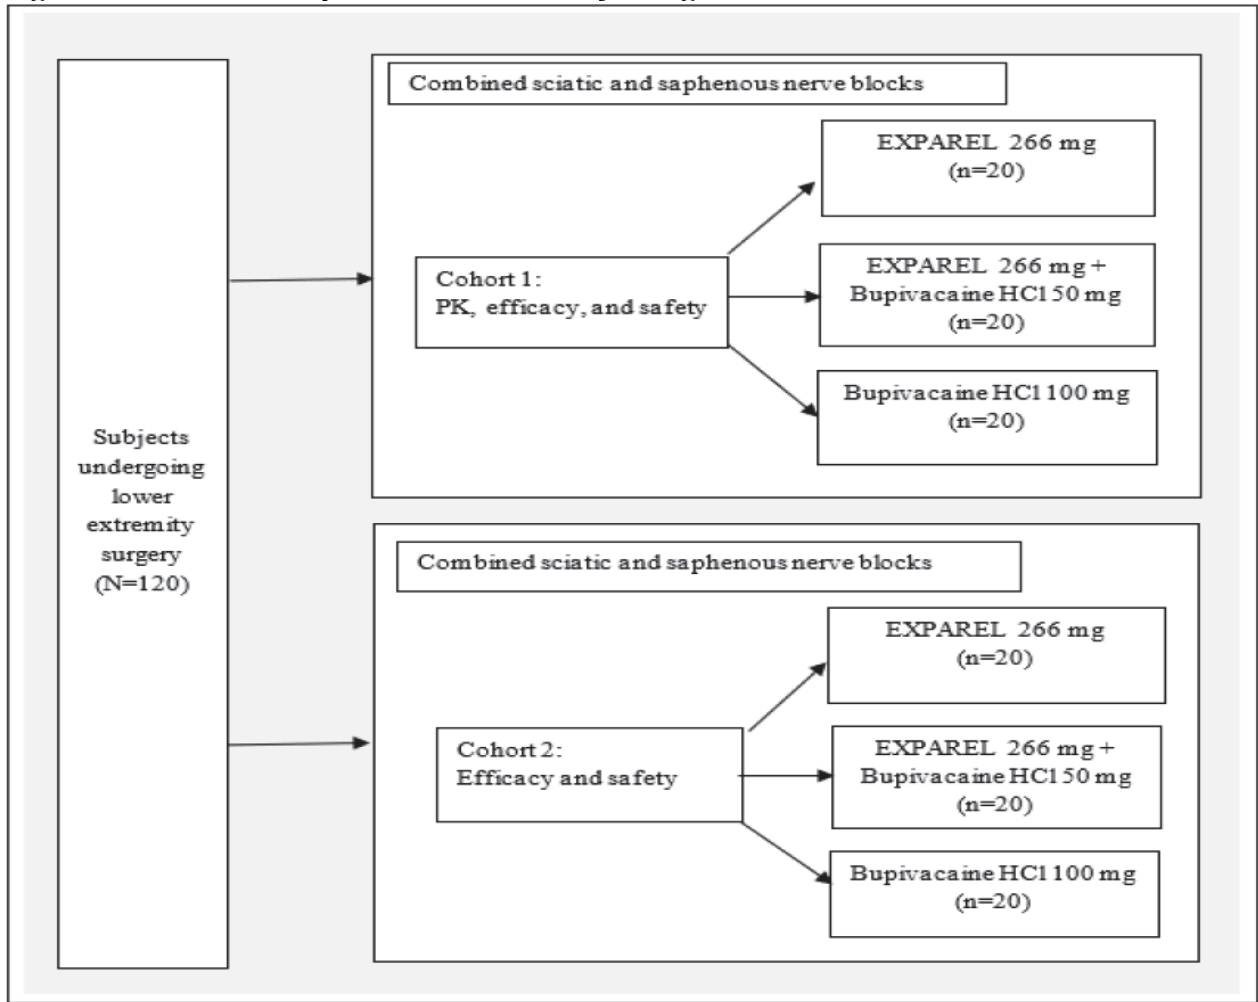 Subjects
undergoing
lower
extremity
surgery
(N=120)
Combined sciatic and saphenous nerve blocks
Cohort 1:
PK, efficacy, and safety
EXPAREL 266 mg
(n=20)
EXPAREL 266 mg +
Bupivacaine HCl 50 mg
(n=20)
Bupivacaine HCl 100 mg
(n=20)
Combined sciatic and saphenous nerve blocks
Cohort 2:
Efficacy and safety
EXPAREL 266 mg
(n=20)
EXPAREL 266 mg +
Bupivacaine HCl 50 mg
(n=20)
Bupivacaine HCl 100 mg
(n=20)